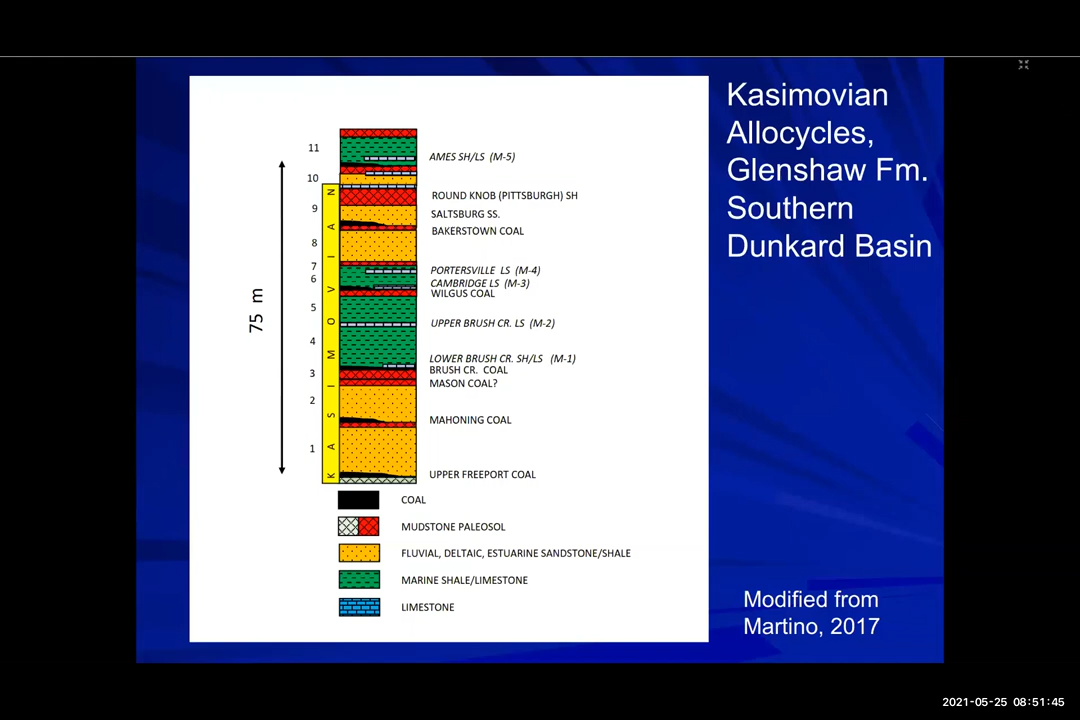 Kasimovian
Allocycles,
Glenshaw Fm.
Southern
Dunkard Basin
11
AMES SH/LS (M-5)
10
ROUND KNOB (PITTSBURGH) SH
9
SALTSBURG SS.
BAKERSTOWN COAL
8
7
PORTERSVILLE LS (M-4)
6
CAMBRIDGE LS (M-3)
WILGUS COAL
5
UPPER BRUSH CR. LS (M-2)
4
LOWER BRUSH CR. SH/LS (M-1)
BRUSH CR. COAL
3
MASON COAL?
2
MAHONING COAL
1
UPPER FREEPORT COAL
75 m
KASIMOVIAN
COAL
MUDSTONE PALEOSOL
FLUVIAL, DELTAIC, ESTUARINE SANDSTONE/SHALE
MARINE SHALE/LIMESTONE
LIMESTONE
Modified from
Martino, 2017
2021-05-25 08:51:45